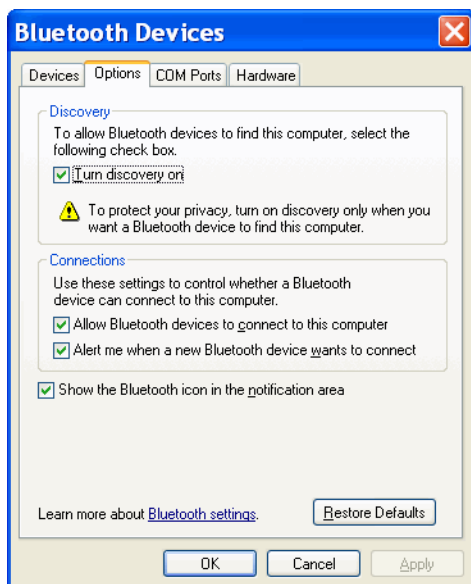 Bluetooth Devices
Devices Options COM Ports Hardware
Discovery
To allow Bluetooth devices to find this computer, select the
following check box.
Turn discovery on
To protect your privacy, turn on discovery only when you
want a Bluetooth device to find this computer.
Connections
Use these settings to control whether a Bluetooth
device can connect to this computer.
Allow Bluetooth devices to connect to this computer
Alert me when a new Bluetooth device wants to connect
Show the Bluetooth icon in the notification area
Learn more about Bluetooth settings. Restore Defaults
OK Cancel Apply